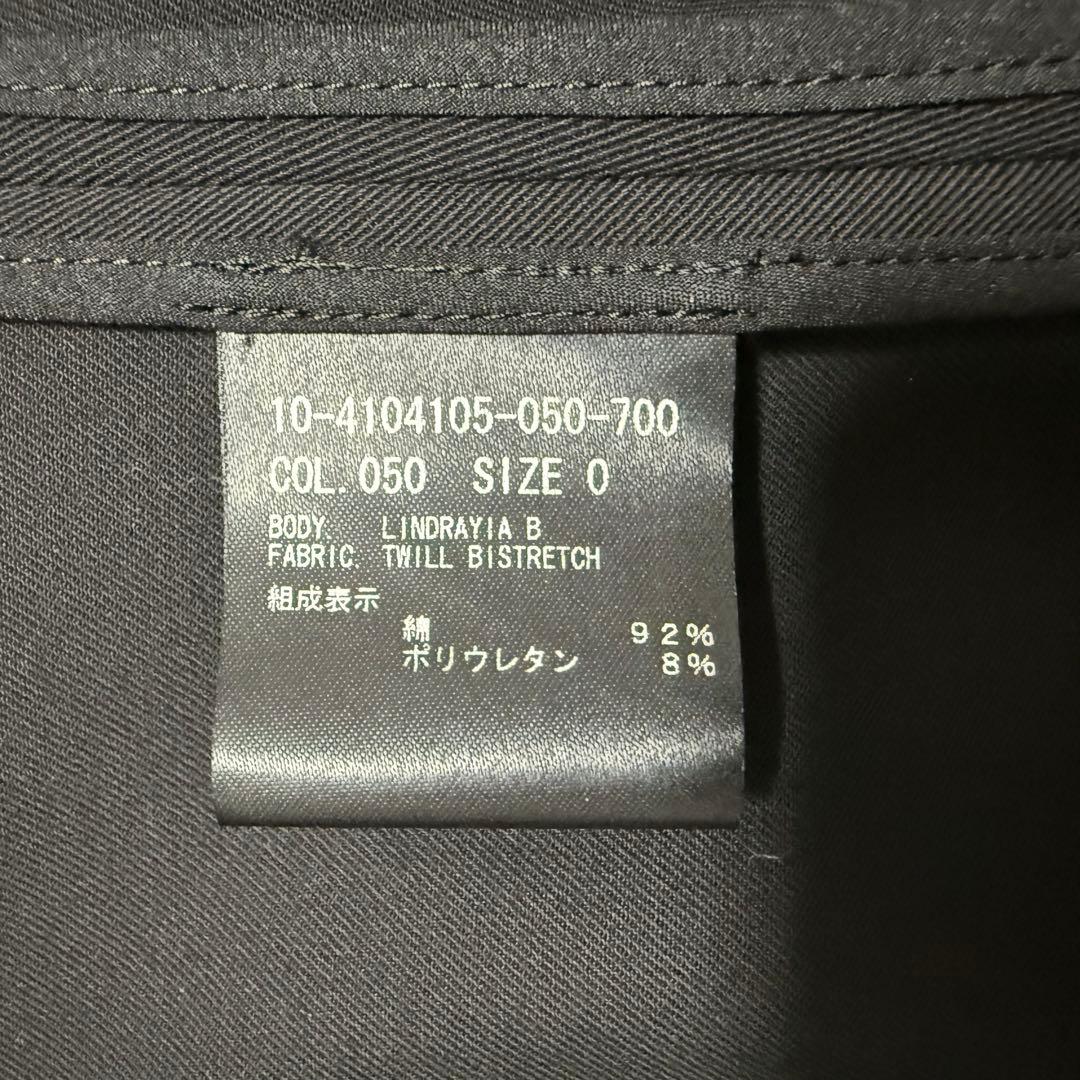 10-4104105-050-700
COL.050 SIZE 0
BODY: LINDRAYIA B
FABRIC: TWILL BISTRETCH
組成表示
綿 92%
ポリウレタン 8%